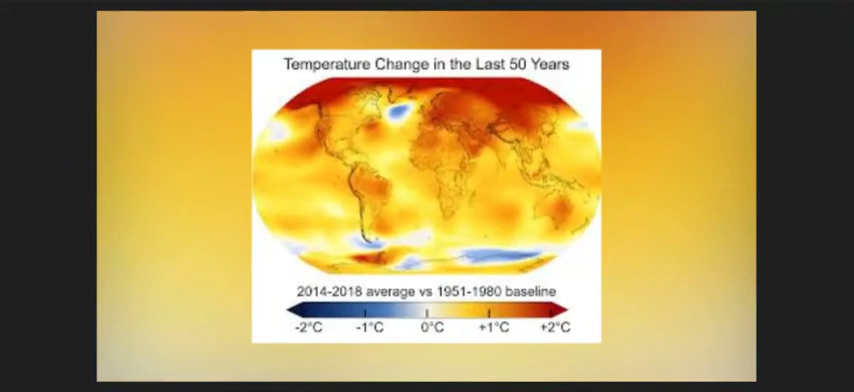 Temperature Change in the Last 50 Years
2014-2018 average vs 1951-1980 baseline
-2°C -1°C 0°C +1°C +2°C